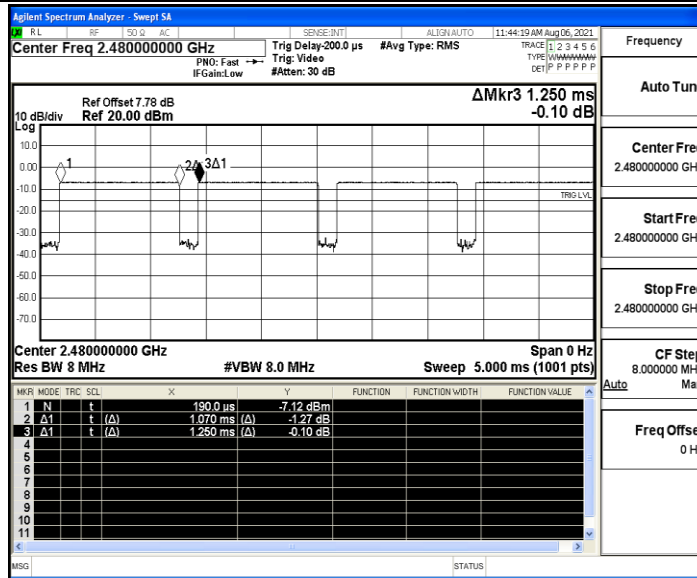 Agilent Spectrum Analyzer - Swept SA
RL RF 50 Ω AC SENSE:INT ALIGN AUTO 11:44:19 AM Aug 06, 2021
Center Freq 2.480000000 GHz
PNO: Fast
IFGain:Low
Trig Delay-200.0 µs
Trig: Video
#Atten: 30 dB
#Avg Type: RMS
TRACE 1 2 3 4 5 6
TYPE
DET P P P P P P
Frequency
Auto Tun
Center Fre
2.480000000 GH
Start Fre
2.480000000 GH
Stop Fre
2.480000000 GH
CF Step
8.000000 MH
Auto Ma
Freq Offse
0 H
Ref Offset 7.78 dB
10 dB/div Ref 20.00 dBm
Log
ΔMkr3 1.250 ms
-0.10 dB
10.0
0.00
-10.0
-20.0
-30.0
-40.0
-50.0
-60.0
-70.0
1
2Δ 3Δ1
TRIG LVL
Center 2.480000000 GHz Span 0 Hz
Res BW 8 MHz #VBW 8.0 MHz Sweep 5.000 ms (1001 pts)
MKR MODE TRC SCL X Y FUNCTION FUNCTION WIDTH FUNCTION VALUE
1 N t 190.0 µs -7.12 dBm
2 Δ1 t (Δ) 1.070 ms (Δ) -1.27 dB
3 Δ1 t (Δ) 1.250 ms (Δ) -0.10 dB
4
5
6
7
8
9
10
11
MSG STATUS